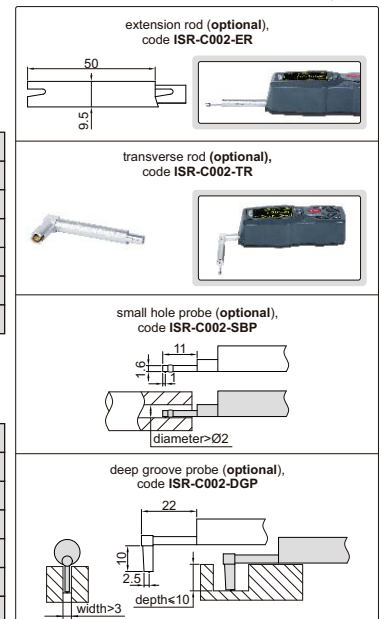 extension rod (optional),
code ISR-C002-ER
50
9.5
transverse rod (optional),
code ISR-C002-TR
small hole probe (optional),
code ISR-C002-SBP
11
1.6
1
diameter>Ø2
deep groove probe (optional),
code ISR-C002-DGP
22
10
2.5
depth≤10
width>3